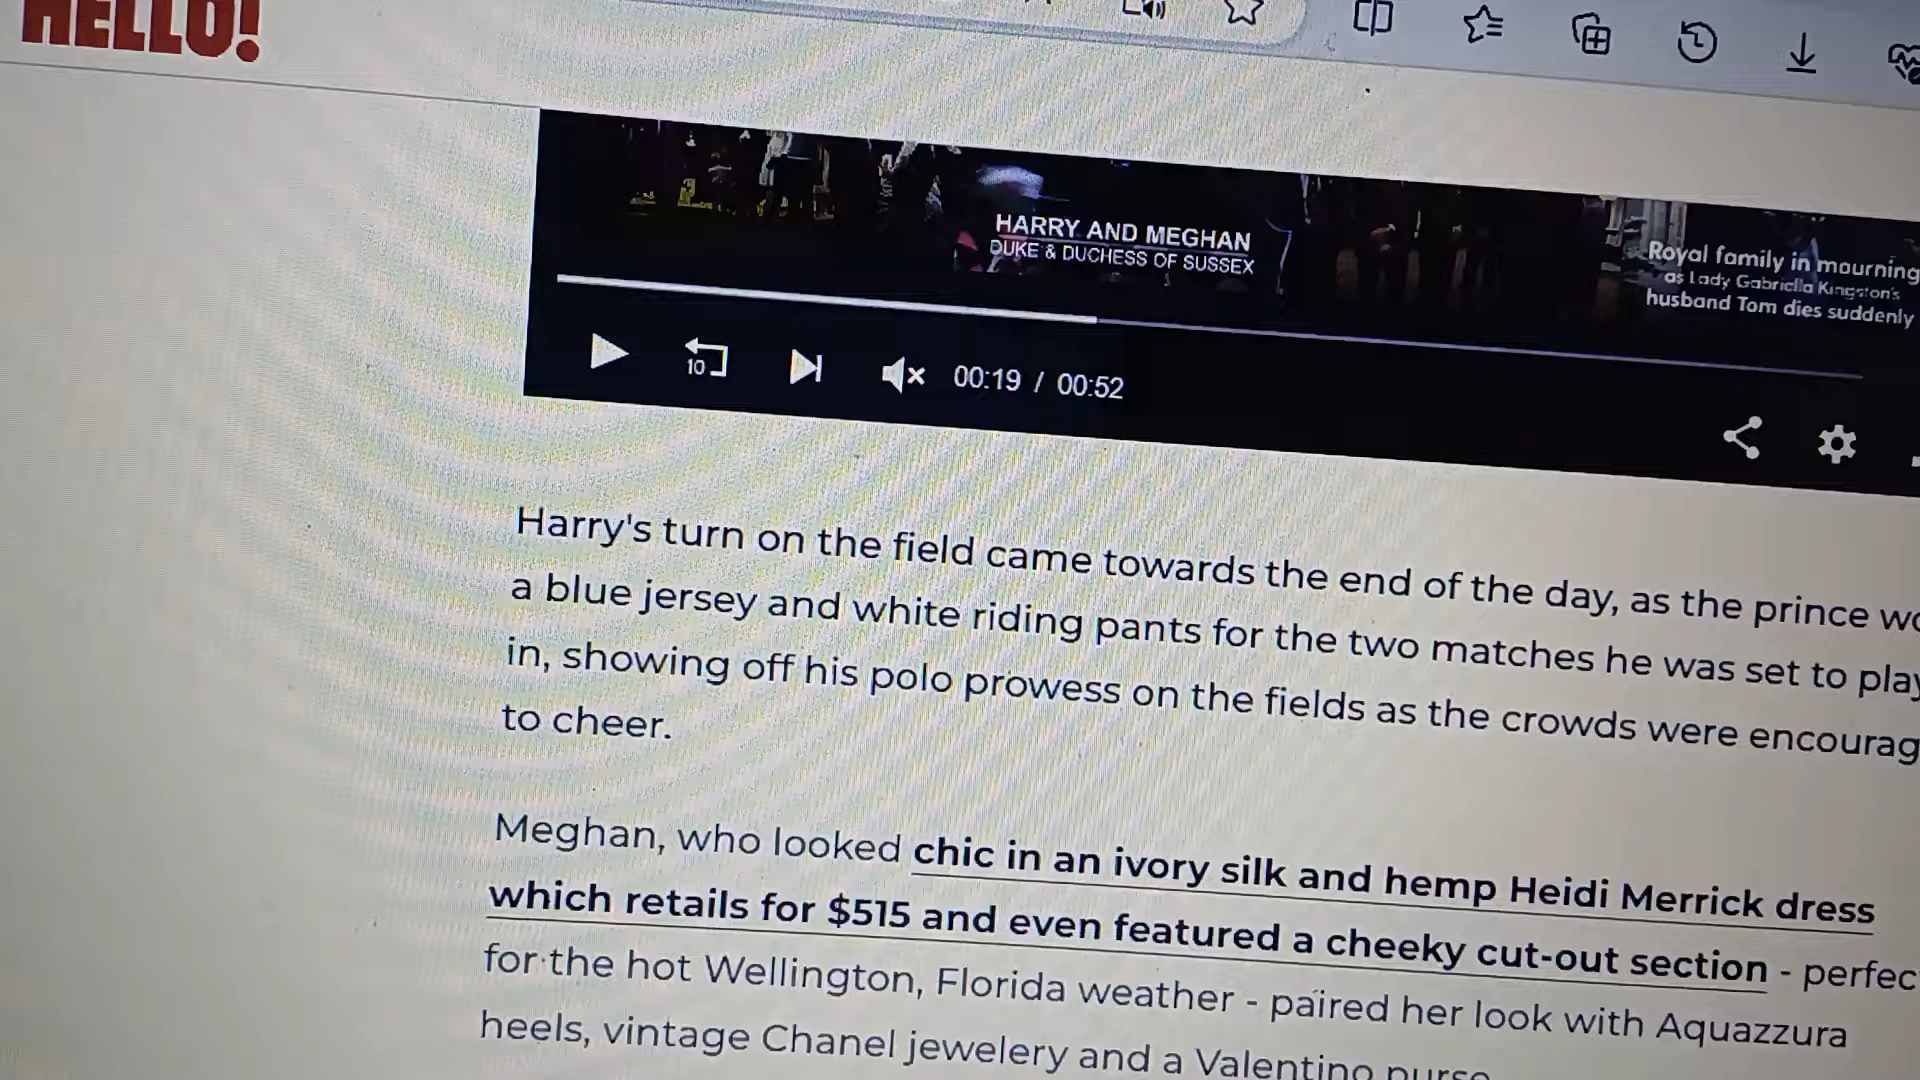 HELLO!
HARRY AND MEGHAN
DUKE & DUCHESS OF SUSSEX
Royal family in mourning
as Lady Gabriella Kingston's
husband Tom dies suddenly
10
00:19 / 00:52
Harry's turn on the field came towards the end of the day, as the prince
a blue jersey and white riding pants for the two matches he was set to play
in, showing off his polo prowess on the fields as the crowds were
to cheer.
Meghan, who looked chic in an ivory silk and hemp Heidi Merrick dress
which retails for $515 and even featured a cheeky cut-out section - perfec
for the hot Wellington, Florida weather - paired her look with Aquazzura
heels, vintage Chanel jewelery and a Valentino purse